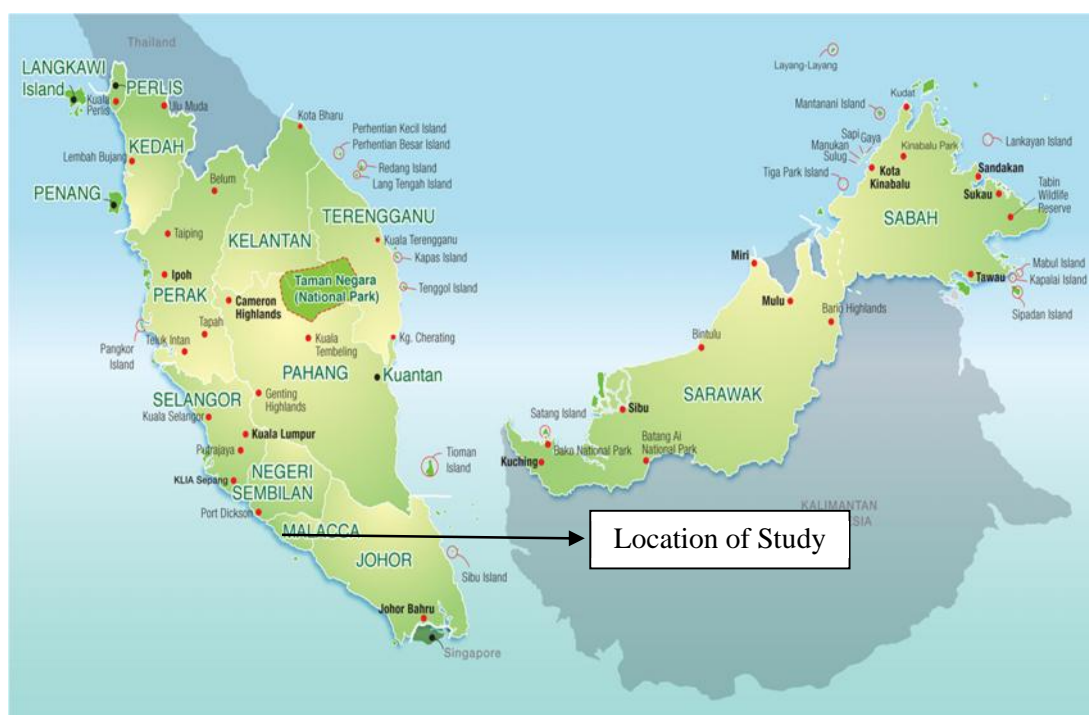 Thailand
LANGKAWI
Island
PERLIS
Kuala
Perlis
Ulu Muda
KEDAH
Lembah Bujang
PENANG
Belum
Taiping
Ipoh
PERAK
Tapah
Teluk Intan
Pangkor
Island
Kota Bharu
Perhentian Kecil Island
Perhentian Besar Island
Redang Island
Lang Tengah Island
TERENGGANU
KELANTAN
Kuala Terengganu
Kapas Island
Taman Negara
(National Park)
Tenggol Island
Cameron
Highlands
Kuala
Tembeling
Kg. Cherating
PAHANG
Kuantan
SELANGOR
Genting
Highlands
Kuala Selangor
Kuala Lumpur
Putrajaya
NEGERI
SEMBILAN
KLIA Sepang
Port Dickson
Tioman
Island
MALACCA
JOHOR
Sibu Island
Johor Bahru
Singapore
Location of Study
Layang-Layang
Mantanani Island
Kudat
Sapi
Gaya
Manukan
Sulug
Kinabalu Park
Lankayan Island
Tiga Park Island
Kota
Kinabalu
Sandakan
Sukau
Tabin
Wildlife
Reserve
SABAH
Miri
Mulu
Tawau
Mabul Island
Kapalai Island
Sipadan Island
Bario Highlands
Bintulu
SARAWAK
Satang Island
Sibu
Bako National Park
Batang Ai
National Park
Kuching
KALIMANTAN